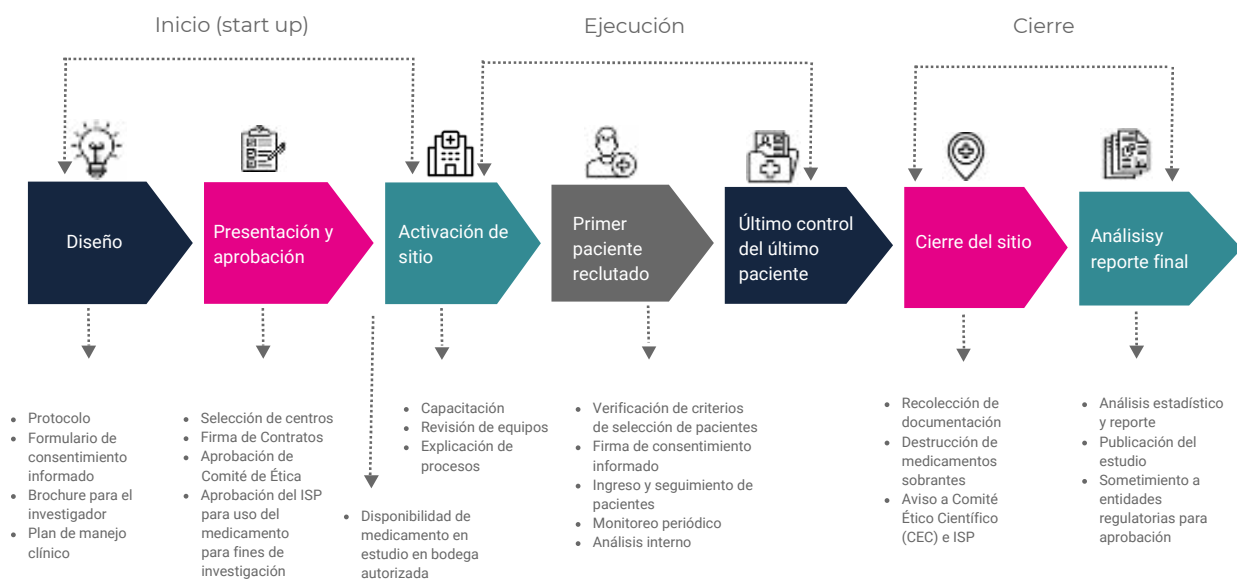 Inicio (start up)
Ejecución
Cierre
Diseño
Presentación y
aprobación
Activación de
sitio
Primer
paciente
reclutado
Último control
del último
paciente
Cierre del sitio
Análisisy
reporte final
• Protocolo
• Formulario de
consentimiento
informado
• Brochure para el
investigador
• Plan de manejo
clínico
• Selección de centros
• Firma de Contratos
• Aprobación de
Comité de Ética
• Aprobación del ISP
para uso del
medicamento
para fines de
investigación
• Disponibilidad de
medicamento en
estudio en bodega
autorizada
• Capacitación
• Revisión de equipos
• Explicación de
procesos
• Verificación de criterios
de selección de pacientes
• Firma de consentimiento
informado
• Ingreso y seguimiento de
pacientes
• Monitoreo periódico
• Análisis interno
• Recolección de
documentación
• Destrucción de
medicamentos
sobrantes
• Aviso a Comité
Ético Científico
(CEC) e ISP
• Análisis estadístico
y reporte
• Publicación del
estudio
• Sometimiento a
entidades
regulatorias para
aprobación